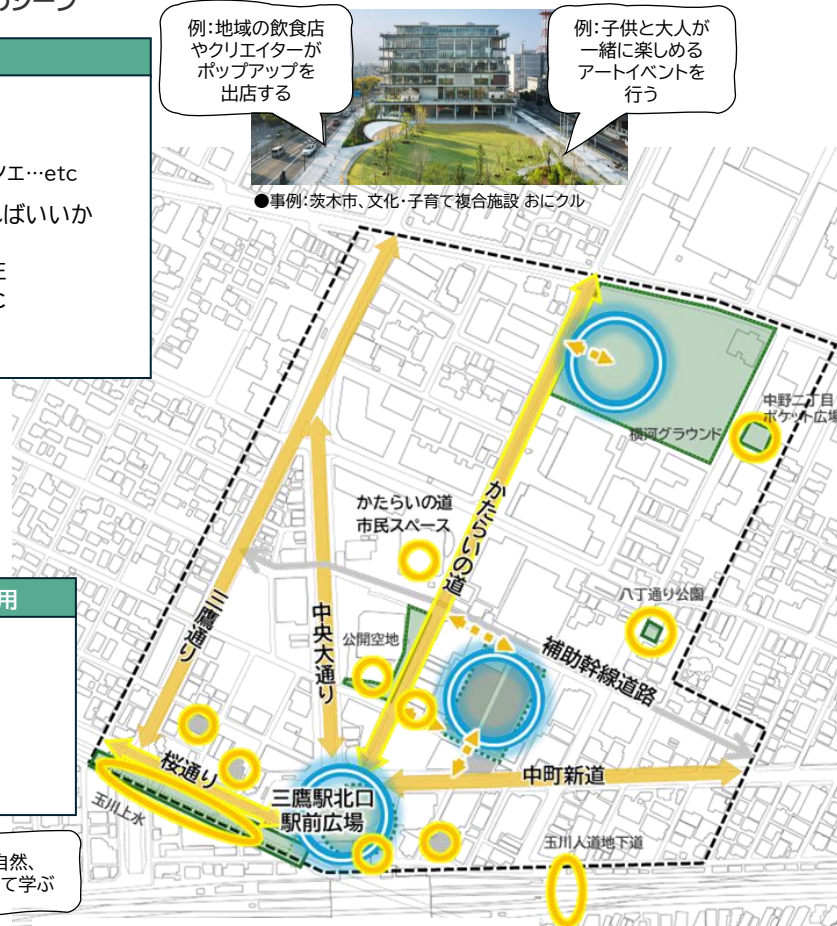 例:地域の飲食店
やクリエイターが
ポップアップを
出店する
例:子供と大人が
一緒に楽しめる
アートイベントを
行う
●事例:茨木市、文化・子育て複合施設 おにクル
…etc
ればいいか
用
自然、
て学ぶ
中野二丁目
ポケット広場
横河グラウンド
かたらいの道
市民スペース
かたらいの道
八丁通り公園
三鷹通り
中央大通り
公開空地
補助幹線道路
桜通り
三鷹駅北口
駅前広場
中町新道
玉川上水
玉川人道地下道